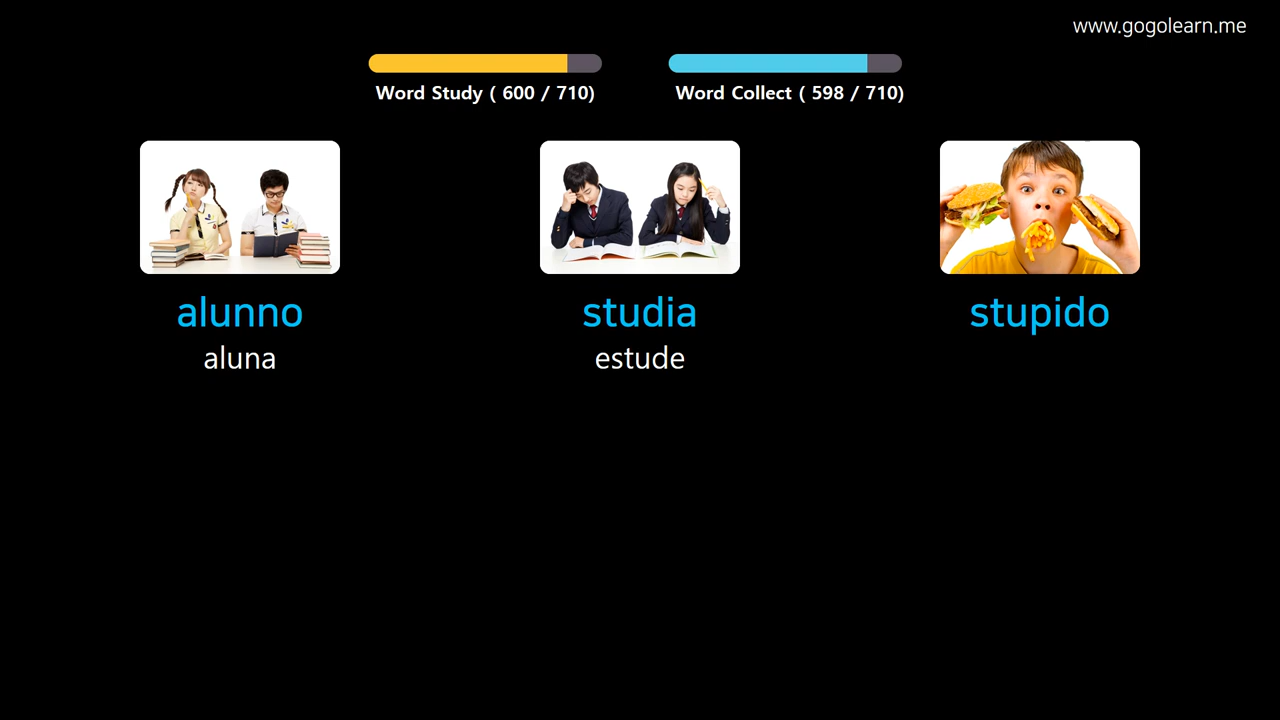 www.gogolearn.me
Word Study ( 600 / 710)
Word Collect ( 598 / 710)
alunno
aluna
studia
estude
stupido